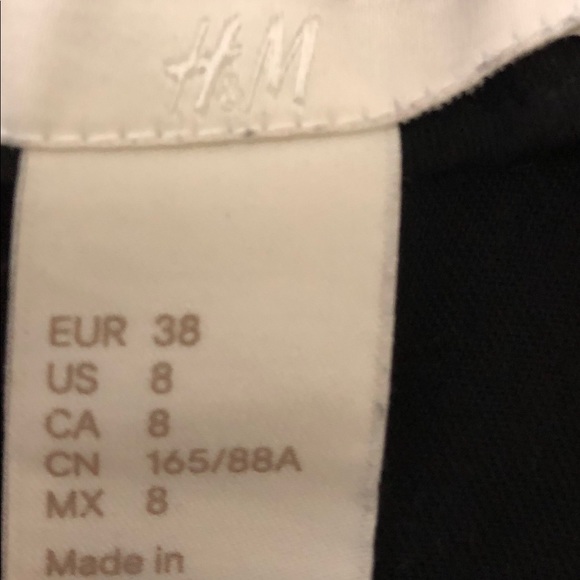 H&M
EUR 38
US 8
CA 8
CN 165/88A
MX 8
Made in